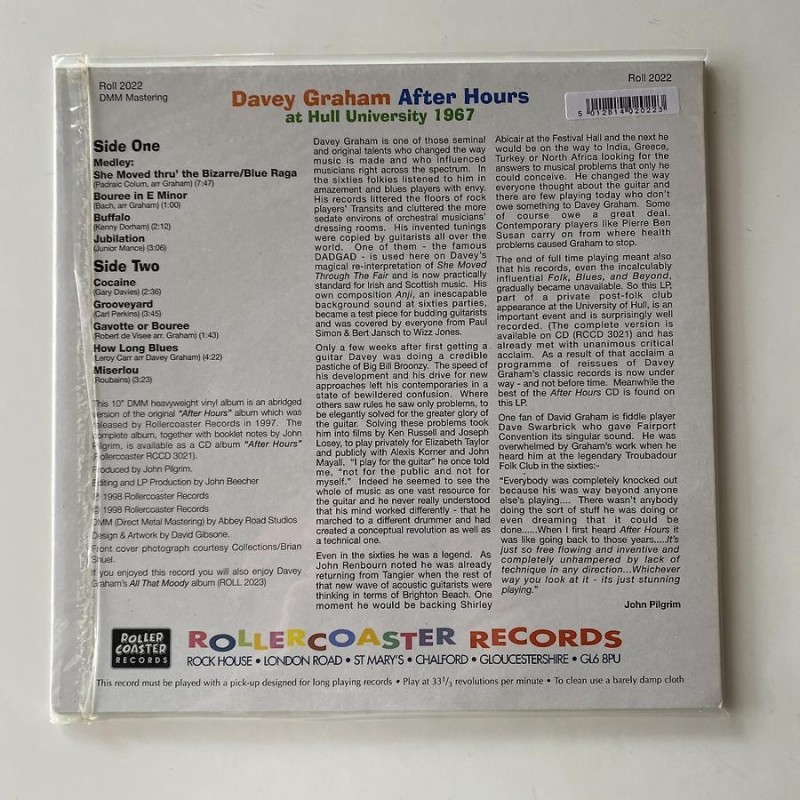 Roll 2022
DMM Mastering
Roll 2022
Davey Graham After Hours
at Hull University 1967
5 012814 020223
Side One
Medley:
She Moved thru' the Bizarre/Blue Raga
(Padraic Colum, arr Graham) (7:47)
Bouree in E Minor
(Bach, arr Graham) (1:00)
Buffalo
(Kenny Dorham) (2:12)
Jubilation
(Junior Mance) (3:06)
Side Two
Cocaine
(Gary Davies) (2:36)
Grooveyard
(Carl Perkins) (3:45)
Gavotte or Bouree
(Robert de Visee arr Graham) (1:43)
How Long Blues
(Leroy Carr arr Davey Graham) (4:22)
Miserlou
(Roubains) (3:23)
This 10" DMM heavyweight vinyl album is an abridged
version of the original "After Hours" album which was
released by Rollercoaster Records in 1997. The
complete album, together with booklet notes by John
Pilgrim, is available as a CD album "After Hours"
(Rollercoaster RCCD 3021).
Produced by John Pilgrim.
Editing and LP Production by John Beecher
℗ 1998 Rollercoaster Records
© 1998 Rollercoaster Records
DMM (Direct Metal Mastering) by Abbey Road Studios
Design & Artwork by David Gibsone.
Front cover photograph courtesy Collections/Brian
Shuel.
If you enjoyed this record you will also enjoy Davey
Graham's All That Moody album (ROLL 2023)
Davey Graham is one of those seminal
and original talents who changed the way
music is made and who influenced
musicians right across the spectrum. In
the sixties folkies listened to him in
amazement and blues players with envy.
His records littered the floors of rock
players' Transits and cluttered the more
sedate environs of orchestral musicians'
dressing rooms. His invented tunings
were copied by guitarists all over the
world. One of them - the famous
DADGAD - is used here on Davey's
magical re-interpretation of She Moved
Through The Fair and is now practically
standard for Irish and Scottish music. His
own composition Anji, an inescapable
background sound at sixties parties,
became a test piece for budding guitarists
and was covered by everyone from Paul
Simon & Bert Jansch to Wizz Jones.
Only a few weeks after first getting a
guitar Davey was doing a credible
pastiche of Big Bill Broonzy. The speed of
his development and his drive for new
approaches left his contemporaries in a
state of bewildered confusion. Where
others saw rules he saw only problems, to
be elegantly solved for the greater glory of
the guitar. Solving these problems took
him into films by Ken Russell and Joseph
Losey, to play privately for Elizabeth Taylor
and publicly with Alexis Korner and John
Mayall. "I play for the guitar" he once told
me, "not for the public and not for
myself." Indeed he seemed to see the
whole of music as one vast resource for
the guitar and he never really understood
that his mind worked differently - that he
marched to a different drummer and had
created a conceptual revolution as well as
a technical one.
Even in the sixties he was a legend. As
John Renbourn noted he was already
returning from Tangier when the rest of
that new wave of acoustic guitarists were
thinking in terms of Brighton Beach. One
moment he would be backing Shirley
Abicair at the Festival Hall and the next he
would be on the way to India, Greece,
Turkey or North Africa looking for the
answers to musical problems that only he
could conceive. He changed the way
everyone thought about the guitar and
there are few playing today who don't
owe something to Davey Graham. Some
of course owe a great deal.
Contemporary players like Pierre Ben
Susan carry on from where health
problems caused Graham to stop.
The end of full time playing meant also
that his records, even the incalculably
influential Folk, Blues, and Beyond,
gradually became unavailable. So this LP,
part of a private post-folk club
appearance at the University of Hull, is an
important event and is surprisingly well
recorded. (The complete version is
available on CD (RCCD 3021) and has
already met with unanimous critical
acclaim. As a result of that acclaim a
programme of reissues of Davey
Graham's classic records is now under
way - and not before time. Meanwhile the
best of the After Hours CD is found on
this LP.
One fan of David Graham is fiddle player
Dave Swarbrick who gave Fairport
Convention its singular sound. He was
overwhelmed by Graham's work when he
heard him at the legendary Troubadour
Folk Club in the sixties:-
"Everybody was completely knocked out
because his was way beyond anyone
else's playing.... There wasn't anybody
doing the sort of stuff he was doing or
even dreaming that it could be
done.....When I first heard After Hours it
was like going back to those years.....It's
just so free flowing and inventive and
completely unhampered by lack of
technique in any direction...Whichever
way you look at it - its just stunning
playing."
John Pilgrim
ROLLER
COASTER
RECORDS
ROLLERCOASTER RECORDS
ROCK HOUSE • LONDON ROAD • ST MARY'S • CHALFORD • GLOUCESTERSHIRE • GL6 8PU
This record must be played with a pick-up designed for long playing records • Play at 33 1/3 revolutions per minute • To clean use a barely damp cloth